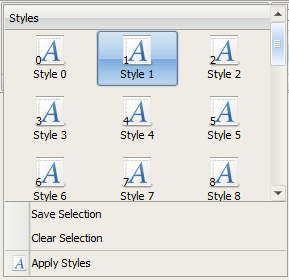 Styles
0 A 1 A 2 A
Style 0 Style 1 Style 2
3 A 4 A 5 A
Style 3 Style 4 Style 5
6 A 7 A 8 A
Style 6 Style 7 Style 8
Save Selection
Clear Selection
A Apply Styles